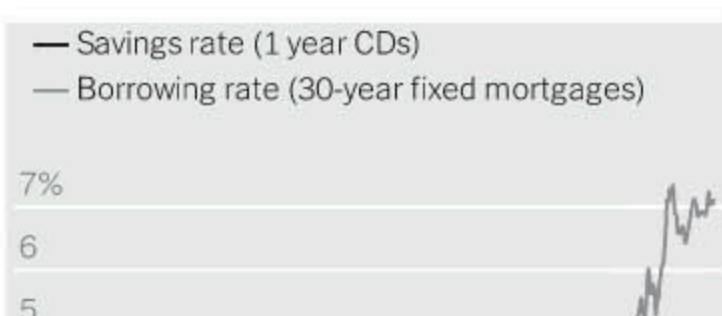 Savings rate (1 year CDs)
Borrowing rate (30-year fixed mortgages)
7%
6
5